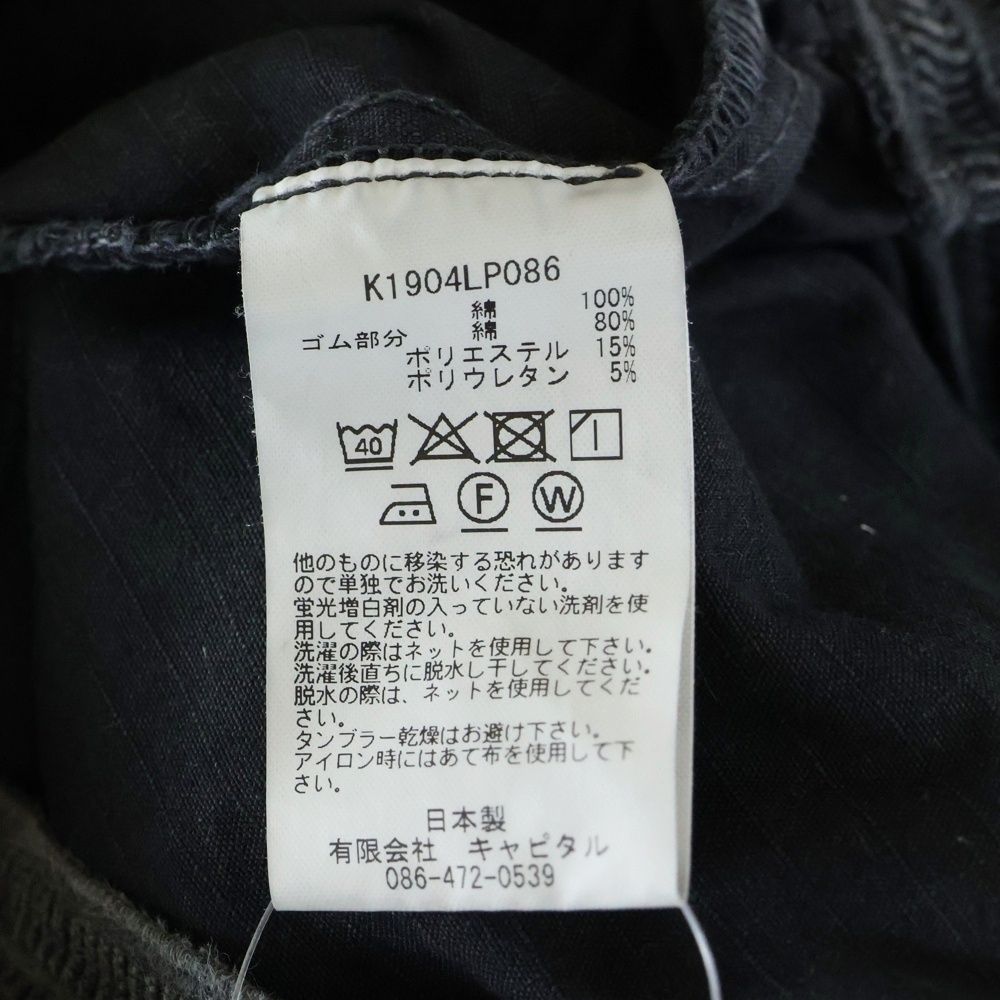 K1904LP086
綿 100%
ゴム部分 綿 80%
ポリエステル 15%
ポリウレタン 5%
40
F W
他のものに移染する恐れがあります
ので単独でお洗いください。
蛍光増白剤の入っていない洗剤を使
用してください。
洗濯の際はネットを使用して下さい。
洗濯後直ちに脱水し干してください。
脱水の際は、ネットを使用してくだ
さい。
タンブラー乾燥はお避け下さい。
アイロン時にはあて布を使用して下
さい。
日本製
有限会社 キャピタル
086-472-0539